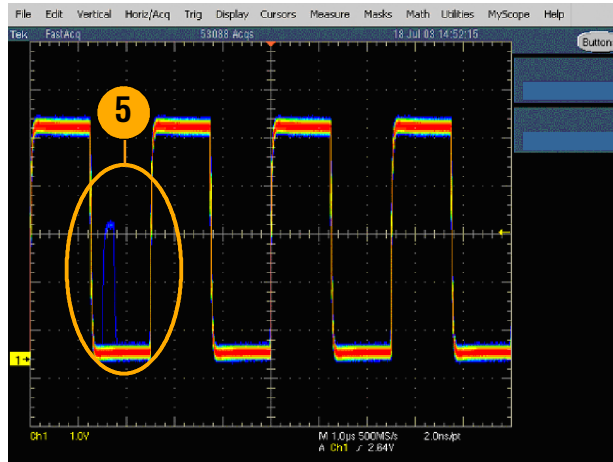 File Edit Vertical Horiz/Acq Trig Display Cursors Measure Masks Math Utilities MyScope Help
Tek FastAcq 53088 Acqs 18 Jul 03 14:52:15 Button
5
1
Ch1 1.0V M 1.0µs 500MS/s 2.0ns/pt
A Ch1 / 2.64V